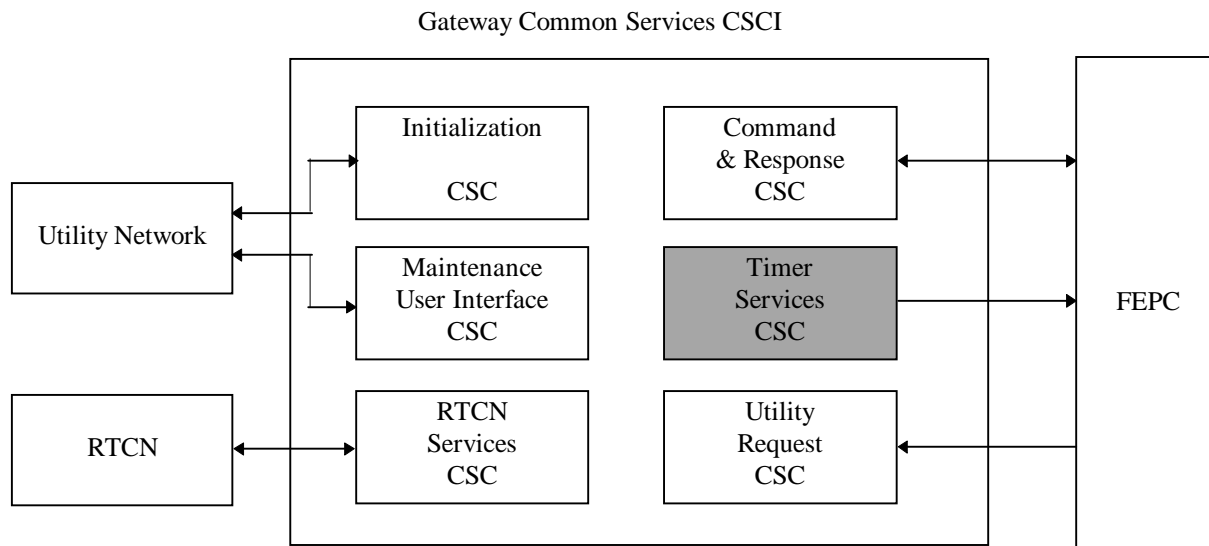 Gateway Common Services CSCI
Initialization
CSC
Command
& Response
CSC
Utility Network
Maintenance
User Interface
CSC
Timer
Services
CSC
FEPC
RTCN
RTCN
Services
CSC
Utility
Request
CSC